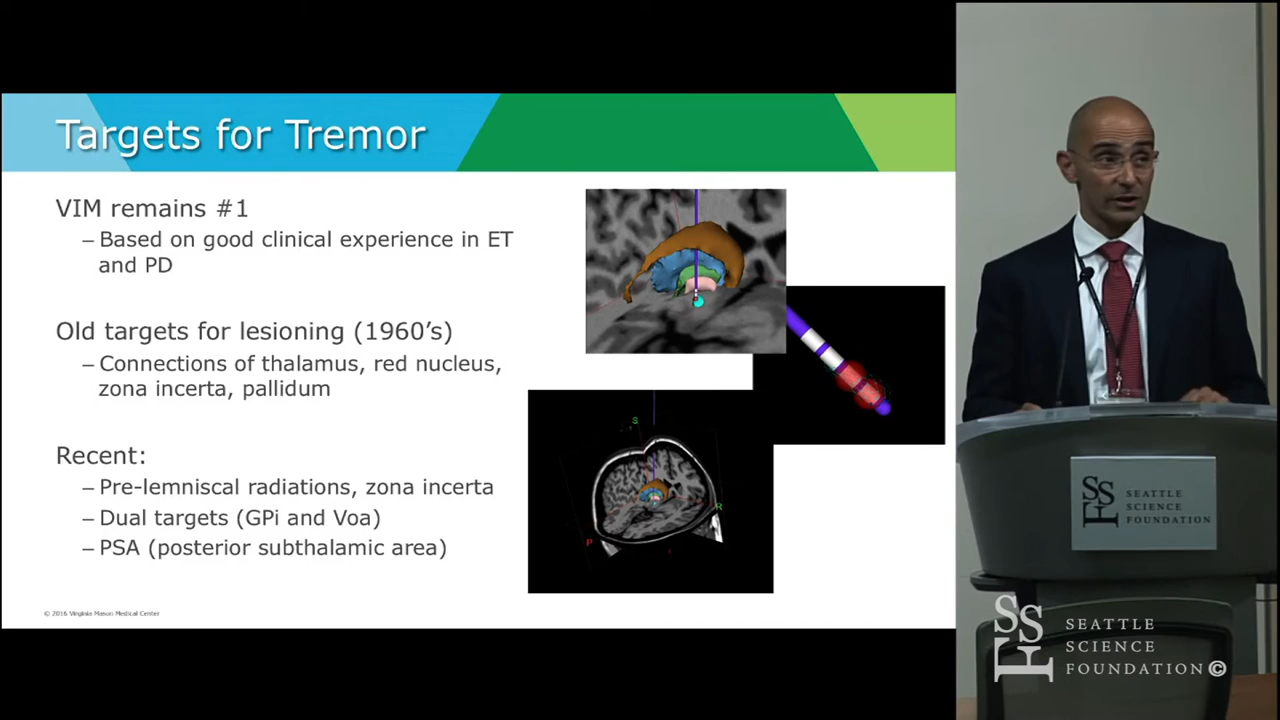 Targets for Tremor
VIM remains #1
– Based on good clinical experience in ET
and PD
Old targets for lesioning (1960’s)
– Connections of thalamus, red nucleus,
zona incerta, pallidum
Recent:
– Pre-lemniscal radiations, zona incerta
– Dual targets (GPi and Voa)
– PSA (posterior subthalamic area)
© 2016 Virginia Mason Medical Center
S
R
P
SSF
SEATTLE
SCIENCE
FOUNDATION
SSF
SEATTLE
SCIENCE
FOUNDATION©